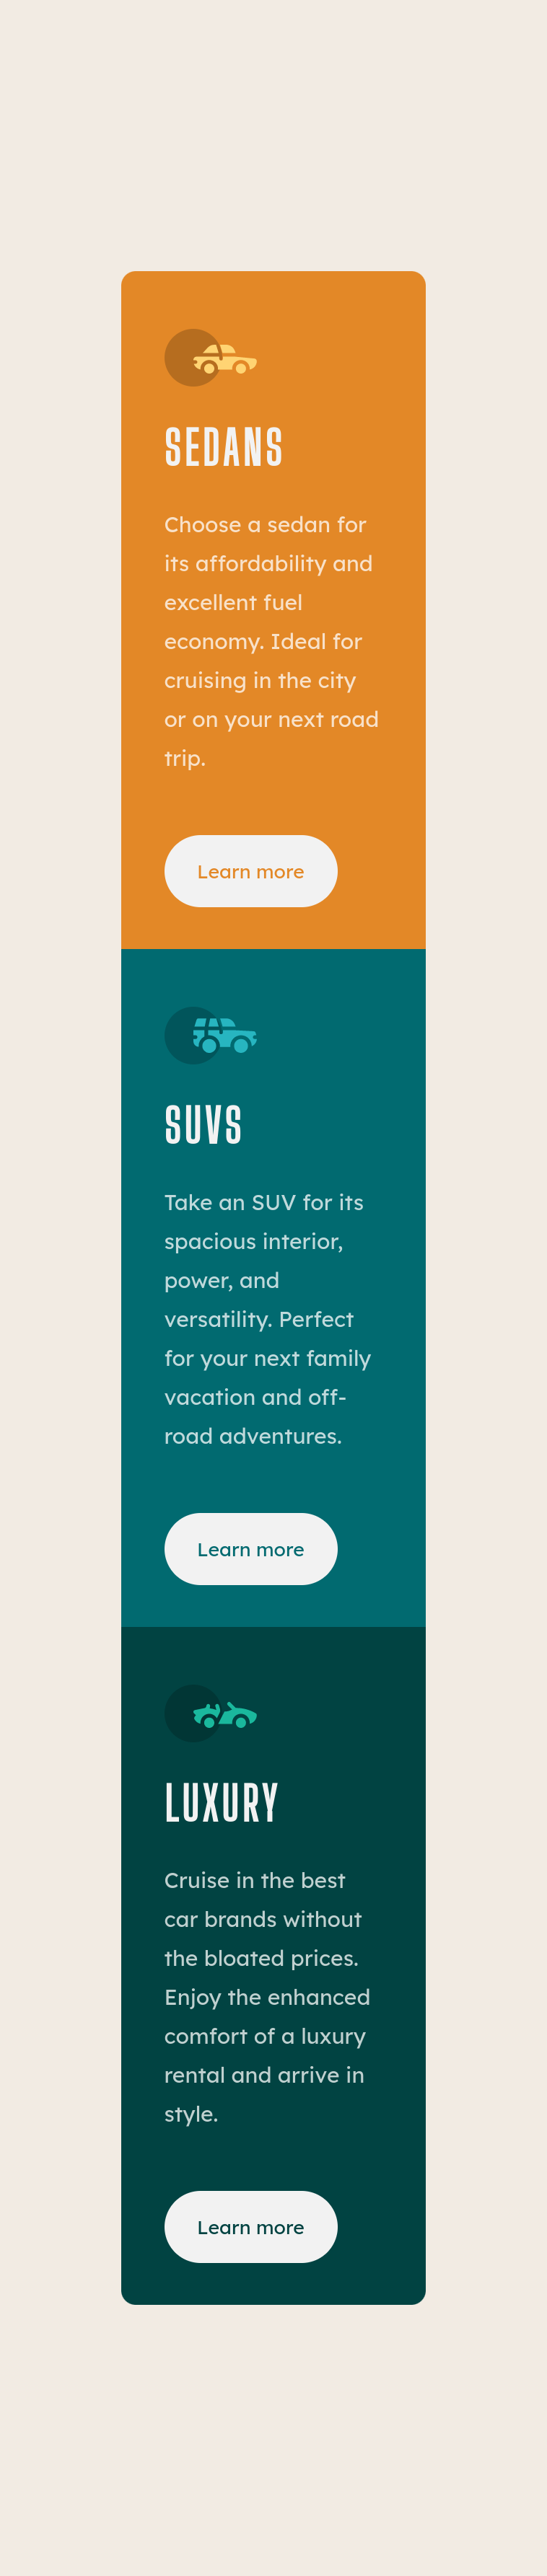 SEDANS
Choose a sedan for
its affordability and
excellent fuel
economy. Ideal for
cruising in the city
or on your next road
trip.
Learn more
SUVS
Take an SUV for its
spacious interior,
power, and
versatility. Perfect
for your next family
vacation and off-
road adventures.
Learn more
LUXURY
Cruise in the best
car brands without
the bloated prices.
Enjoy the enhanced
comfort of a luxury
rental and arrive in
style.
Learn more